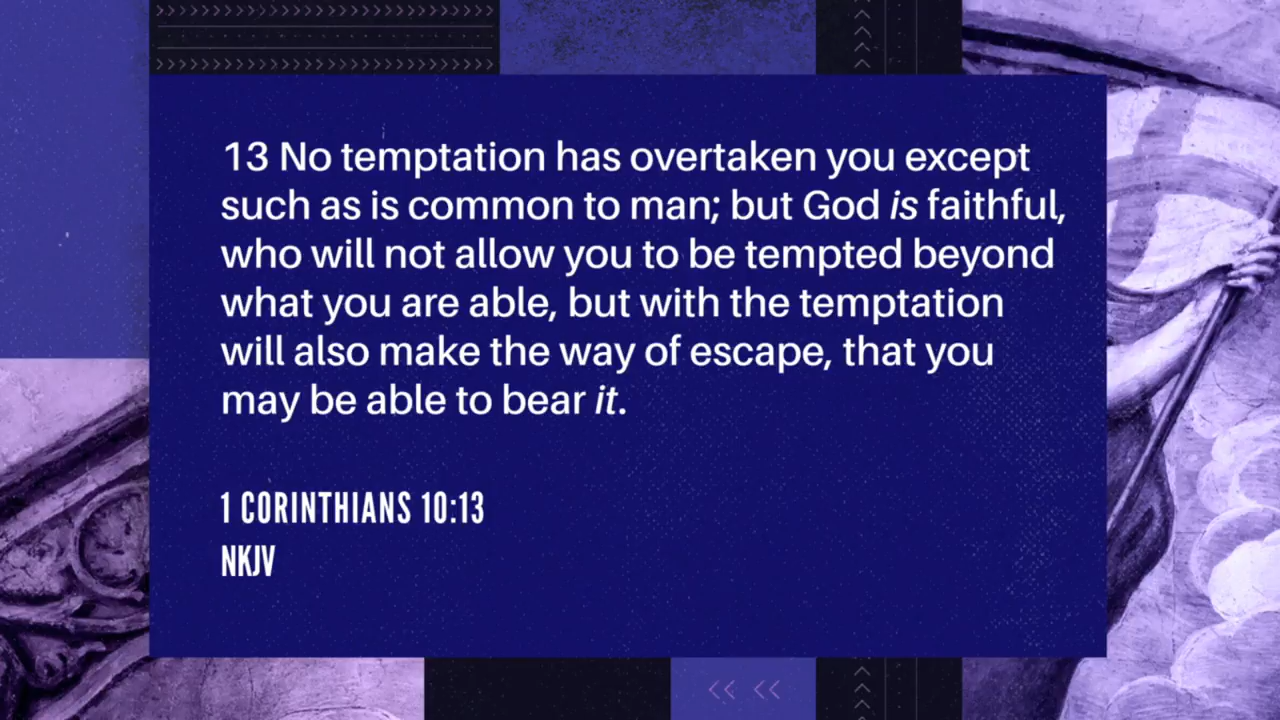 13 No temptation has overtaken you except
such as is common to man; but God is faithful,
who will not allow you to be tempted beyond
what you are able, but with the temptation
will also make the way of escape, that you
may be able to bear it.
1 CORINTHIANS 10:13
NKJV